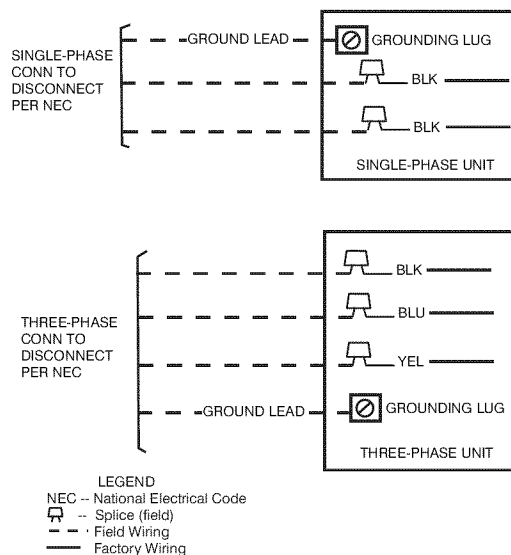 SINGLE-PHASE
CONN TO
DISCONNECT
PER NEC
GROUND LEAD
GROUNDING LUG
BLK
BLK
SINGLE-PHASE UNIT
THREE-PHASE
CONN TO
DISCONNECT
PER NEC
BLK
BLU
YEL
GROUND LEAD
GROUNDING LUG
THREE-PHASE UNIT
LEGEND
NEC -- National Electrical Code
-- Splice (field)
Field Wiring
Factory Wiring